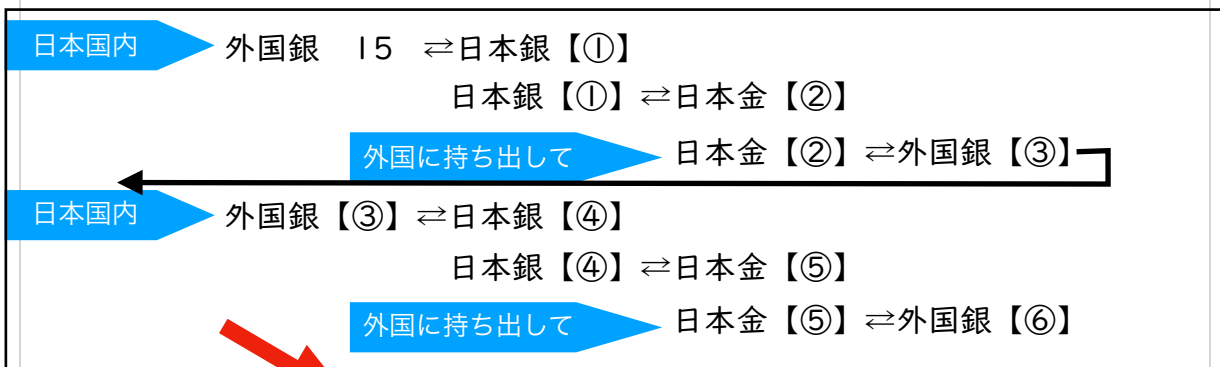 日本国内 外国銀 15 ⇄日本銀【①】
日本銀【①】⇄日本金【②】
外国に持ち出して 日本金【②】⇄外国銀【③】
日本国内 外国銀【③】⇄日本銀【④】
日本銀【④】⇄日本金【⑤】
外国に持ち出して 日本金【⑤】⇄外国銀【⑥】